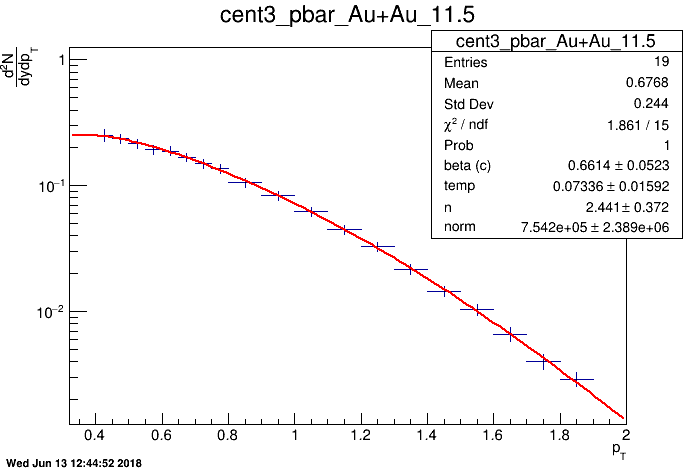 cent3_pbar_Au+Au_11.5
d²N
dydp_T
cent3_pbar_Au+Au_11.5
Entries 19
Mean 0.6768
Std Dev 0.244
χ² / ndf 1.861 / 15
Prob 1
beta (c) 0.6614 ± 0.0523
temp 0.07336 ± 0.01592
n 2.441 ± 0.372
norm 7.542e+05 ± 2.389e+06
1
10⁻¹
10⁻²
0.4 0.6 0.8 1 1.2 1.4 1.6 1.8 2
p_T
Wed Jun 13 12:44:52 2018